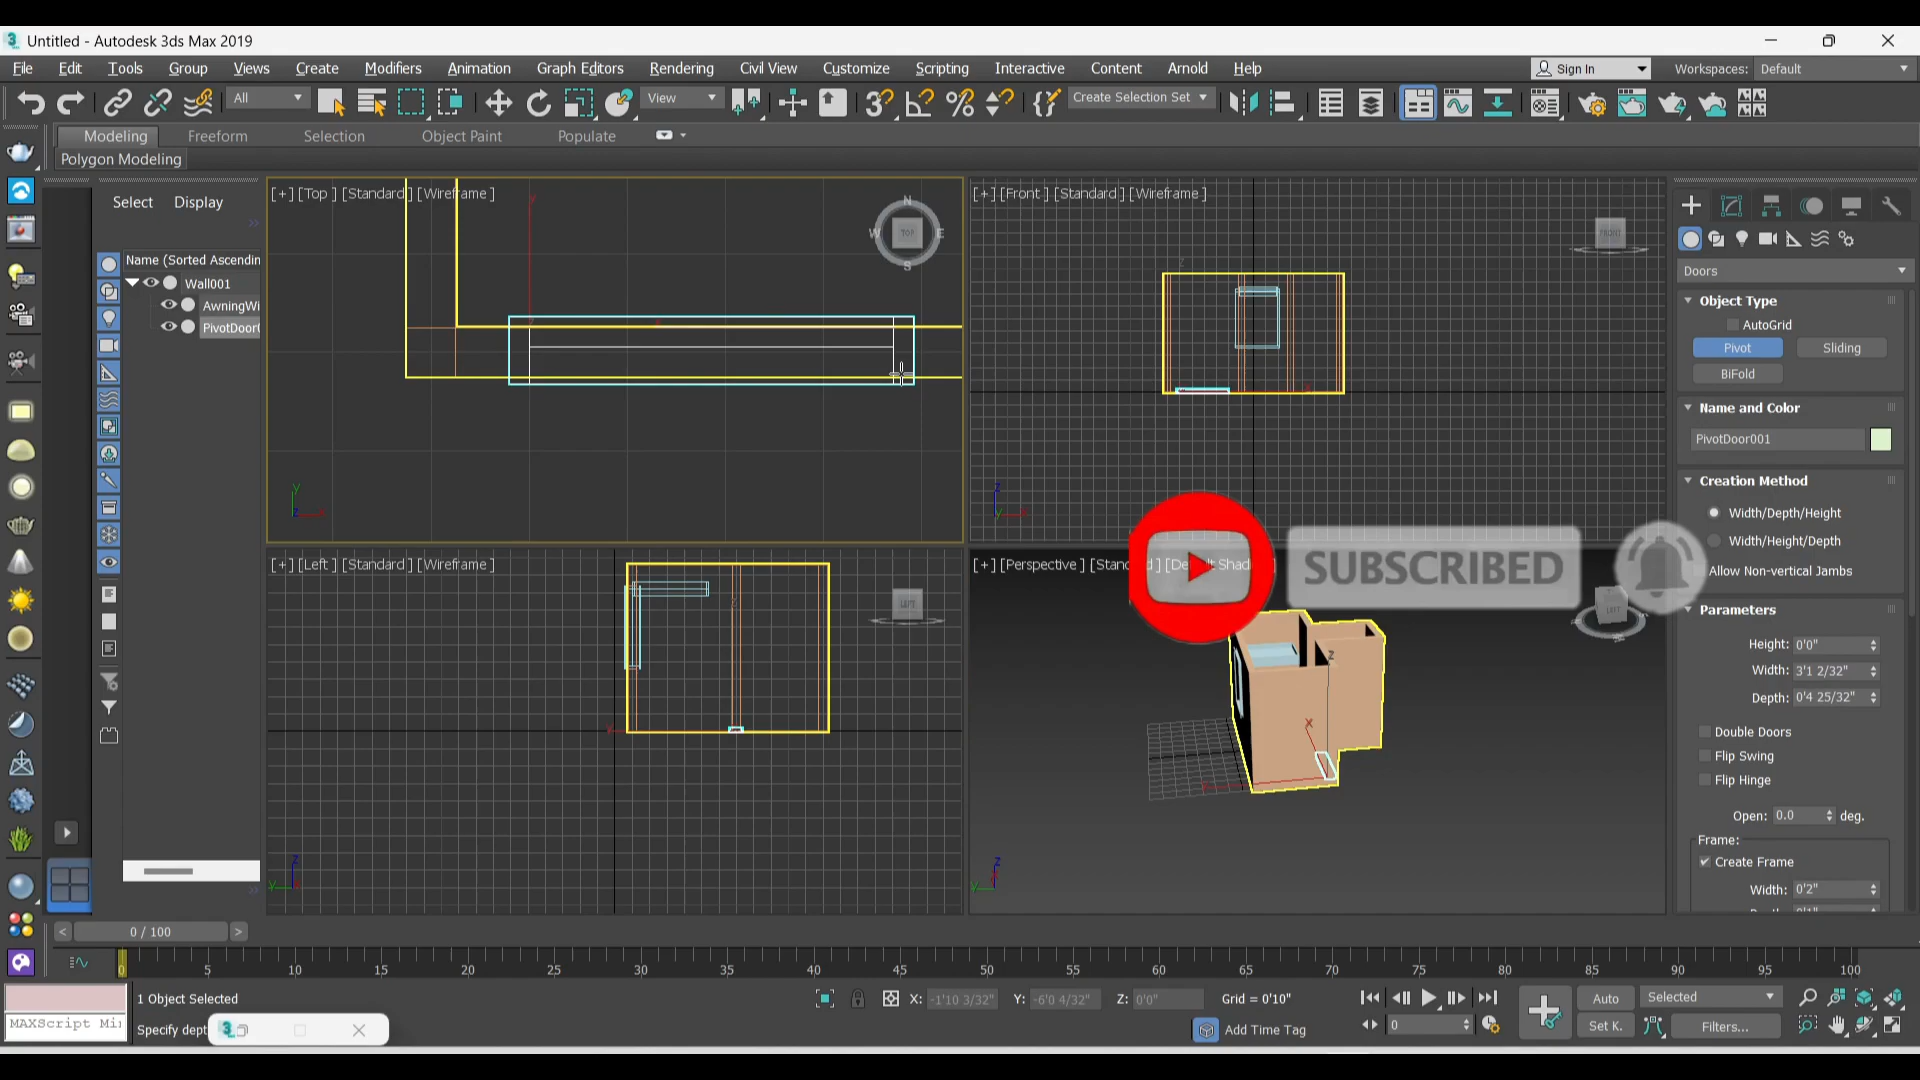 Untitled - Autodesk 3ds Max 2019
File Edit Tools Group Views Create Modifiers Animation Graph Editors Rendering Civil View Customize Scripting Interactive Content Arnold Help
Sign In
Workspaces: Default
All
View
Create Selection Set
Modeling Freeform Selection Object Paint Populate
Polygon Modeling
Select Display
Name (Sorted Ascendin
Wall001
AwningWi
PivotDoor0
[+] [Top ] [Standard] [Wireframe ]
[+] [Front ] [Standard ] [Wireframe ]
[+] [Left ] [Standard ] [Wireframe ]
[+] [Perspective ] [Stand
TOP
N
W
E
S
FRONT
LEFT
LEFT
SUBSCRIBED
Doors
Object Type
AutoGrid
Pivot Sliding
BiFold
Name and Color
PivotDoor001
Creation Method
Width/Depth/Height
Width/Height/Depth
Allow Non-vertical Jambs
Parameters
Height: 0'0"
Width: 3'1 2/32"
Depth: 0'4 25/32"
Double Doors
Flip Swing
Flip Hinge
Open: 0.0 deg.
Frame:
Create Frame
Width: 0'2"
0 / 100
0 5 10 15 20 25 30 35 40 45 50 55 60 65 70 75 80 85 90 95 100
1 Object Selected
X: -1'10 3/32" Y: -6'0 4/32" Z: 0'0" Grid = 0'10"
Auto Selected
MAXScript Mi
Specify dept
Add Time Tag
0
Set K. Filters...